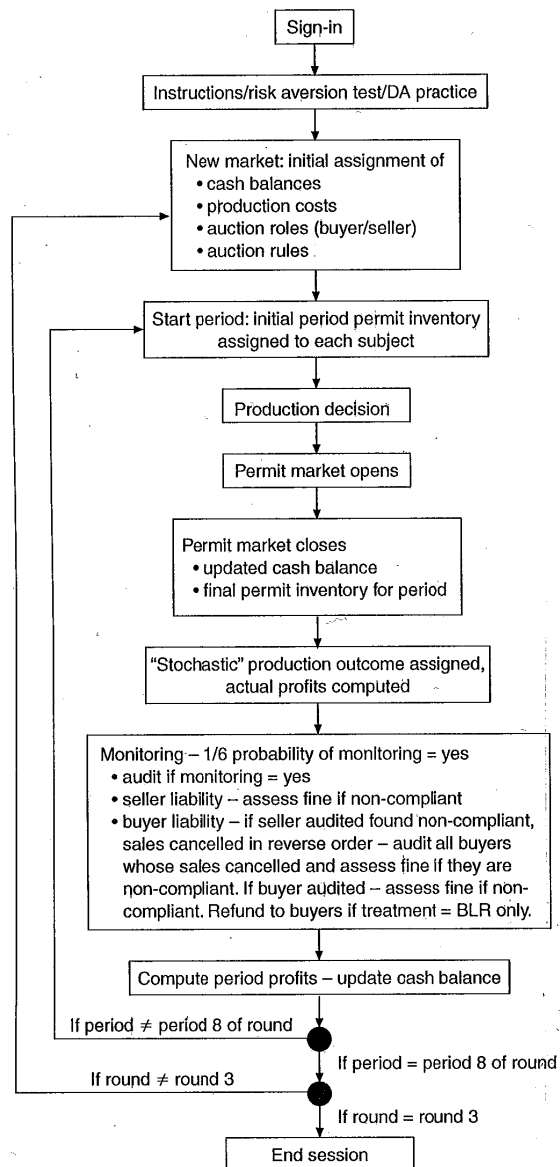 Sign-in
Instructions/risk aversion test/DA practice
New market: initial assignment of
• cash balances
• production costs
• auction roles (buyer/seller)
• auction rules
Start period: initial period permit inventory
assigned to each subject
Production decision
Permit market opens
Permit market closes
• updated cash balance
• final permit inventory for period
“Stochastic” production outcome assigned,
actual profits computed
Monitoring – 1/6 probability of monitoring = yes
• audit if monitoring = yes
• seller liability – assess fine if non-compliant
• buyer liability – if seller audited found non-compliant,
sales cancelled in reverse order – audit all buyers
whose sales cancelled and assess fine if they are
non-compliant. If buyer audited – assess fine if non-
compliant. Refund to buyers if treatment = BLR only.
Compute period profits – update cash balance
If period ≠ period 8 of round
If period = period 8 of round
If round ≠ round 3
If round = round 3
End session